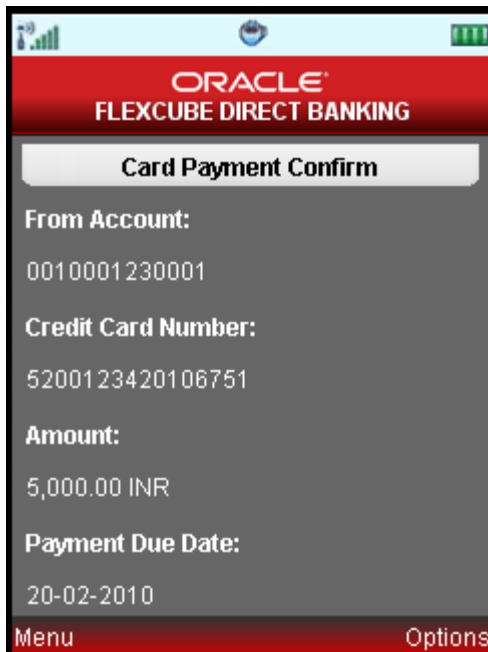 ORACLE
FLEXCUBE DIRECT BANKING
Card Payment Confirm
From Account:
0010001230001
Credit Card Number:
5200123420106751
Amount:
5,000.00 INR
Payment Due Date:
20-02-2010
Menu Options